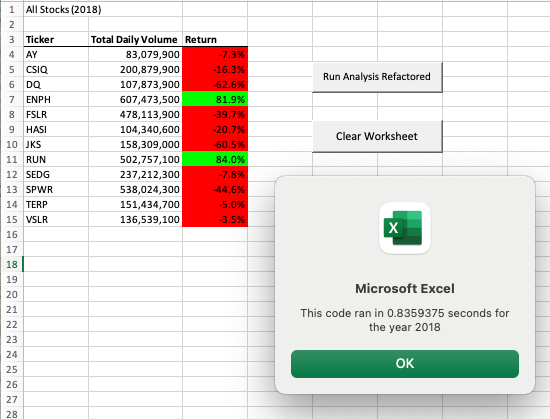 1 All Stocks (2018)
2
3 Ticker Total Daily Volume Return
4 AY 83,079,900 -7.3%
5 CSIQ 200,879,900 -16.3%
6 DQ 107,873,900 -62.6%
7 ENPH 607,473,500 81.9%
8 FSLR 478,113,900 -39.7%
9 HASI 104,340,600 -20.7%
10 JKS 158,309,000 -60.5%
11 RUN 502,757,100 84.0%
12 SEDG 237,212,300 -7.8%
13 SPWR 538,024,300 -44.6%
14 TERP 151,434,700 -5.0%
15 VSLR 136,539,100 -3.5%
16
17
18
19
20
21
22
23
24
25
26
27
28
Run Analysis Refactored
Clear Worksheet
X
Microsoft Excel
This code ran in 0.8359375 seconds for
the year 2018
OK